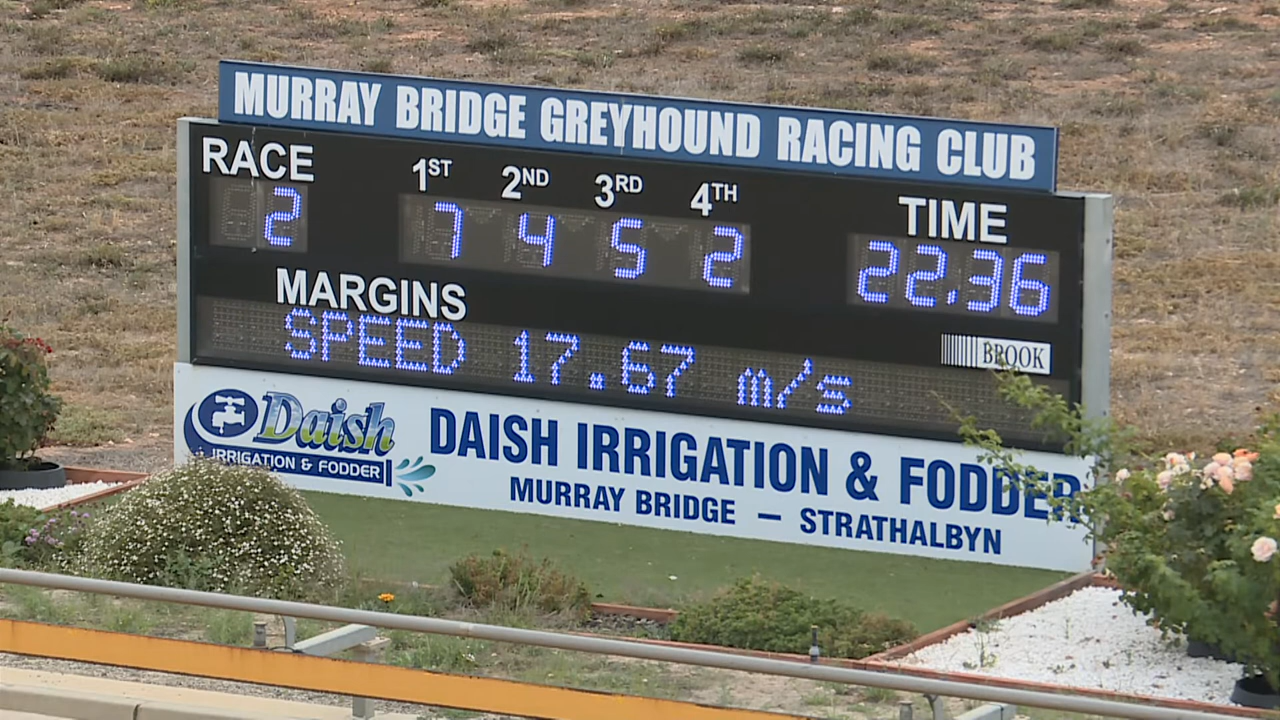 MURRAY BRIDGE GREYHOUND RACING CLUB
RACE 1ST 2ND 3RD 4TH TIME
2 7 4 5 2 22.36
MARGINS
SPEED 17.67 m/s
BROOK
Daish
IRRIGATION & FODDER
DAISH IRRIGATION & FODDER
MURRAY BRIDGE – STRATHALBYN